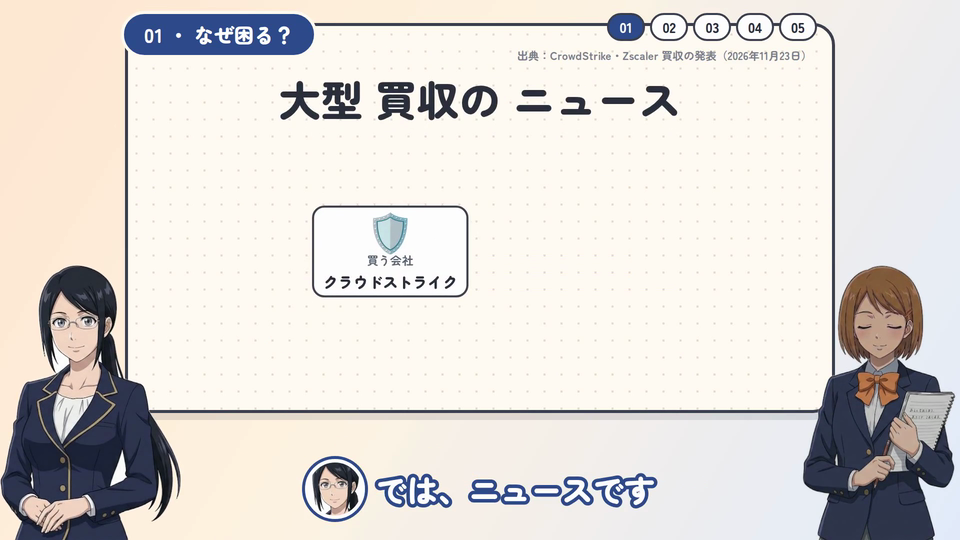 01 ・ なぜ困る？
01 02 03 04 05
出典：CrowdStrike・Zscaler 買収の発表（2026年11月23日）
大型 買収の ニュース
買う会社
クラウドストライク
では、ニュースです